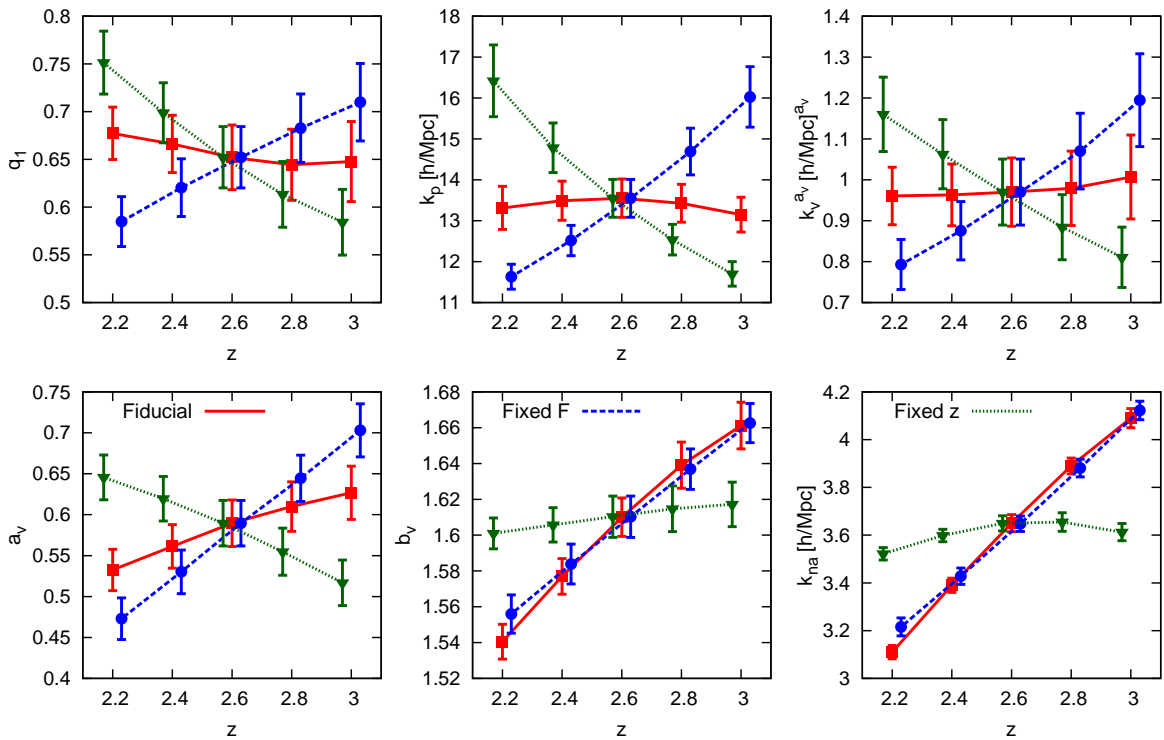 0.8
0.75
0.7
0.65
0.6
0.55
0.5
q1
2.2 2.4 2.6 2.8 3
z
18
17
16
15
14
13
12
11
kp [h/Mpc]
2.2 2.4 2.6 2.8 3
z
1.4
1.3
1.2
1.1
1
0.9
0.8
0.7
kv^av [h/Mpc]^av
2.2 2.4 2.6 2.8 3
z
0.75
0.7
0.65
0.6
0.55
0.5
0.45
0.4
av
Fiducial
2.2 2.4 2.6 2.8 3
z
1.68
1.66
1.64
1.62
1.6
1.58
1.56
1.54
1.52
bv
Fixed F
2.2 2.4 2.6 2.8 3
z
4.2
4
3.8
3.6
3.4
3.2
3
kna [h/Mpc]
Fixed z
2.2 2.4 2.6 2.8 3
z